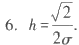 6. h = √2 / 2σ.